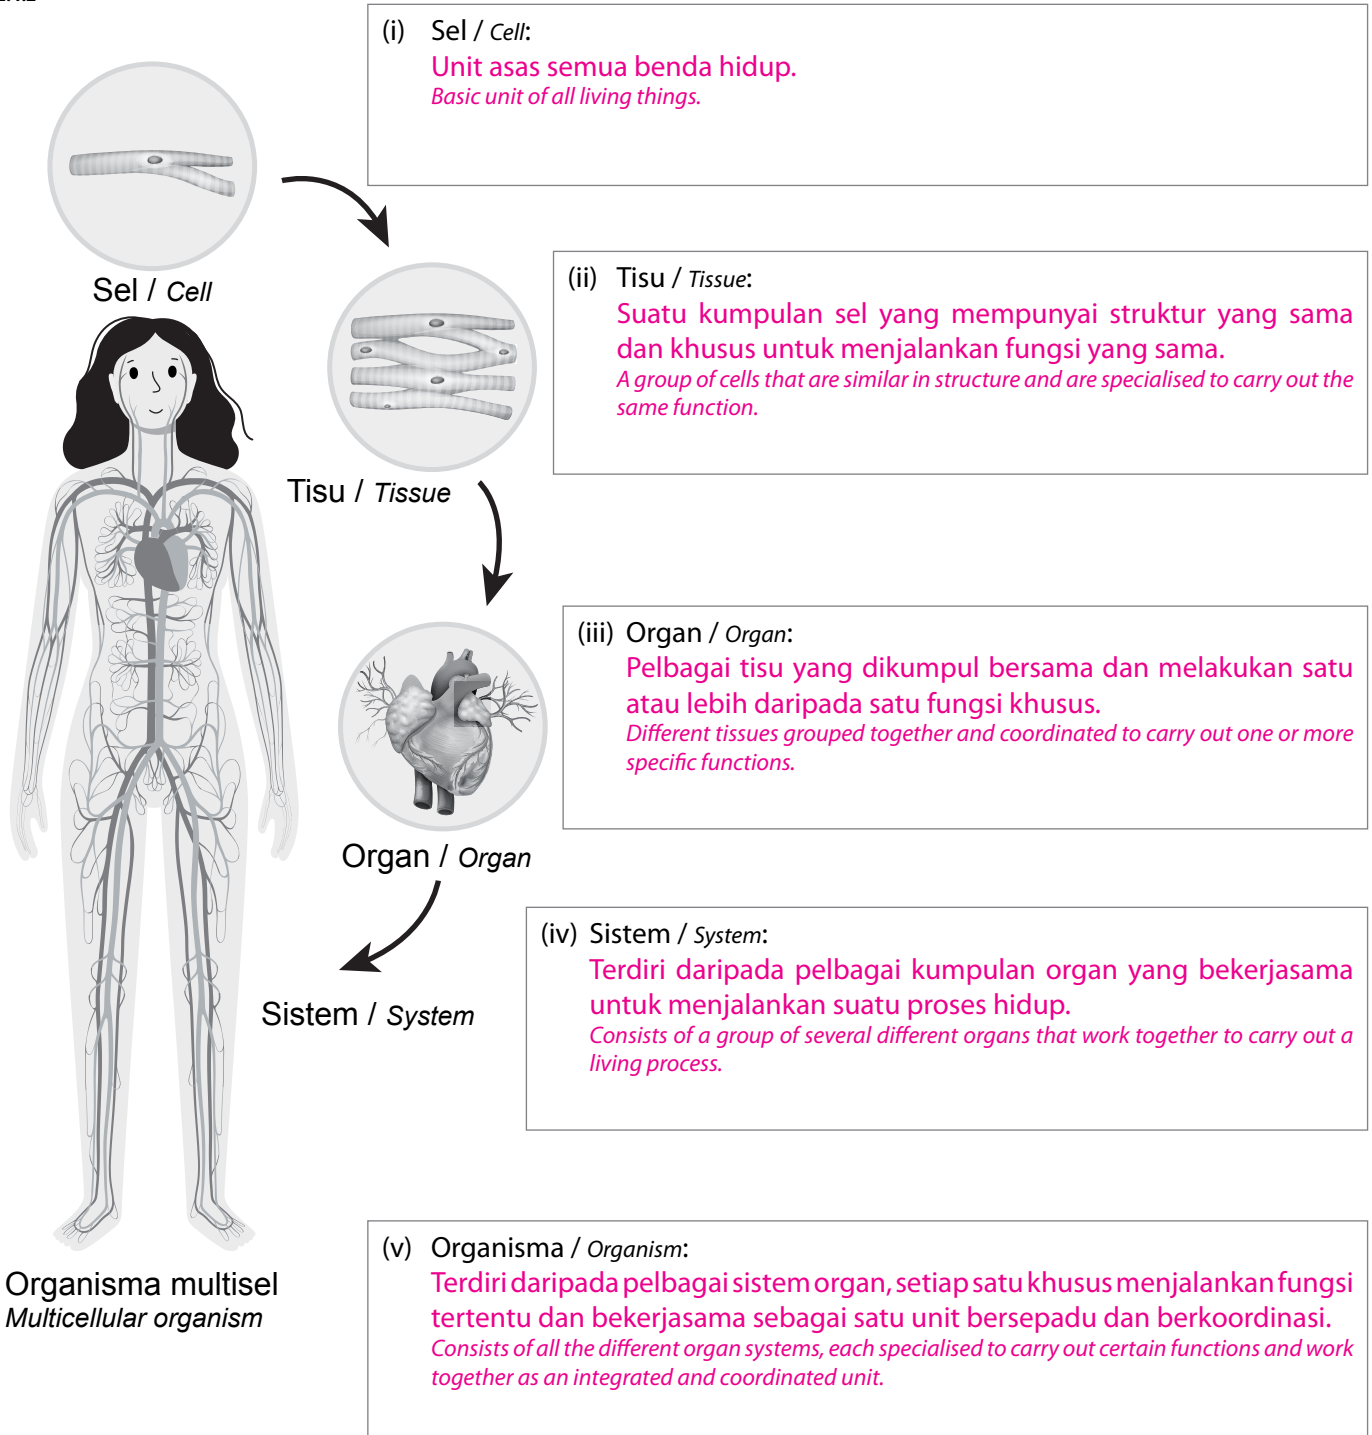 (i) Sel / Cell:
Unit asas semua benda hidup.
Basic unit of all living things.
Sel / Cell
(ii) Tisu / Tissue:
Suatu kumpulan sel yang mempunyai struktur yang sama
dan khusus untuk menjalankan fungsi yang sama.
A group of cells that are similar in structure and are specialised to carry out the
same function.
Tisu / Tissue
(iii) Organ / Organ:
Pelbagai tisu yang dikumpul bersama dan melakukan satu
atau lebih daripada satu fungsi khusus.
Different tissues grouped together and coordinated to carry out one or more
specific functions.
Organ / Organ
(iv) Sistem / System:
Terdiri daripada pelbagai kumpulan organ yang bekerjasama
untuk menjalankan suatu proses hidup.
Consists of a group of several different organs that work together to carry out a
living process.
Sistem / System
(v) Organisma / Organism:
Terdiri daripada pelbagai sistem organ, setiap satu khusus menjalankan fungsi
tertentu dan bekerjasama sebagai satu unit bersepadu dan berkoordinasi.
Consists of all the different organ systems, each specialised to carry out certain functions and work
together as an integrated and coordinated unit.
Organisma multisel
Multicellular organism